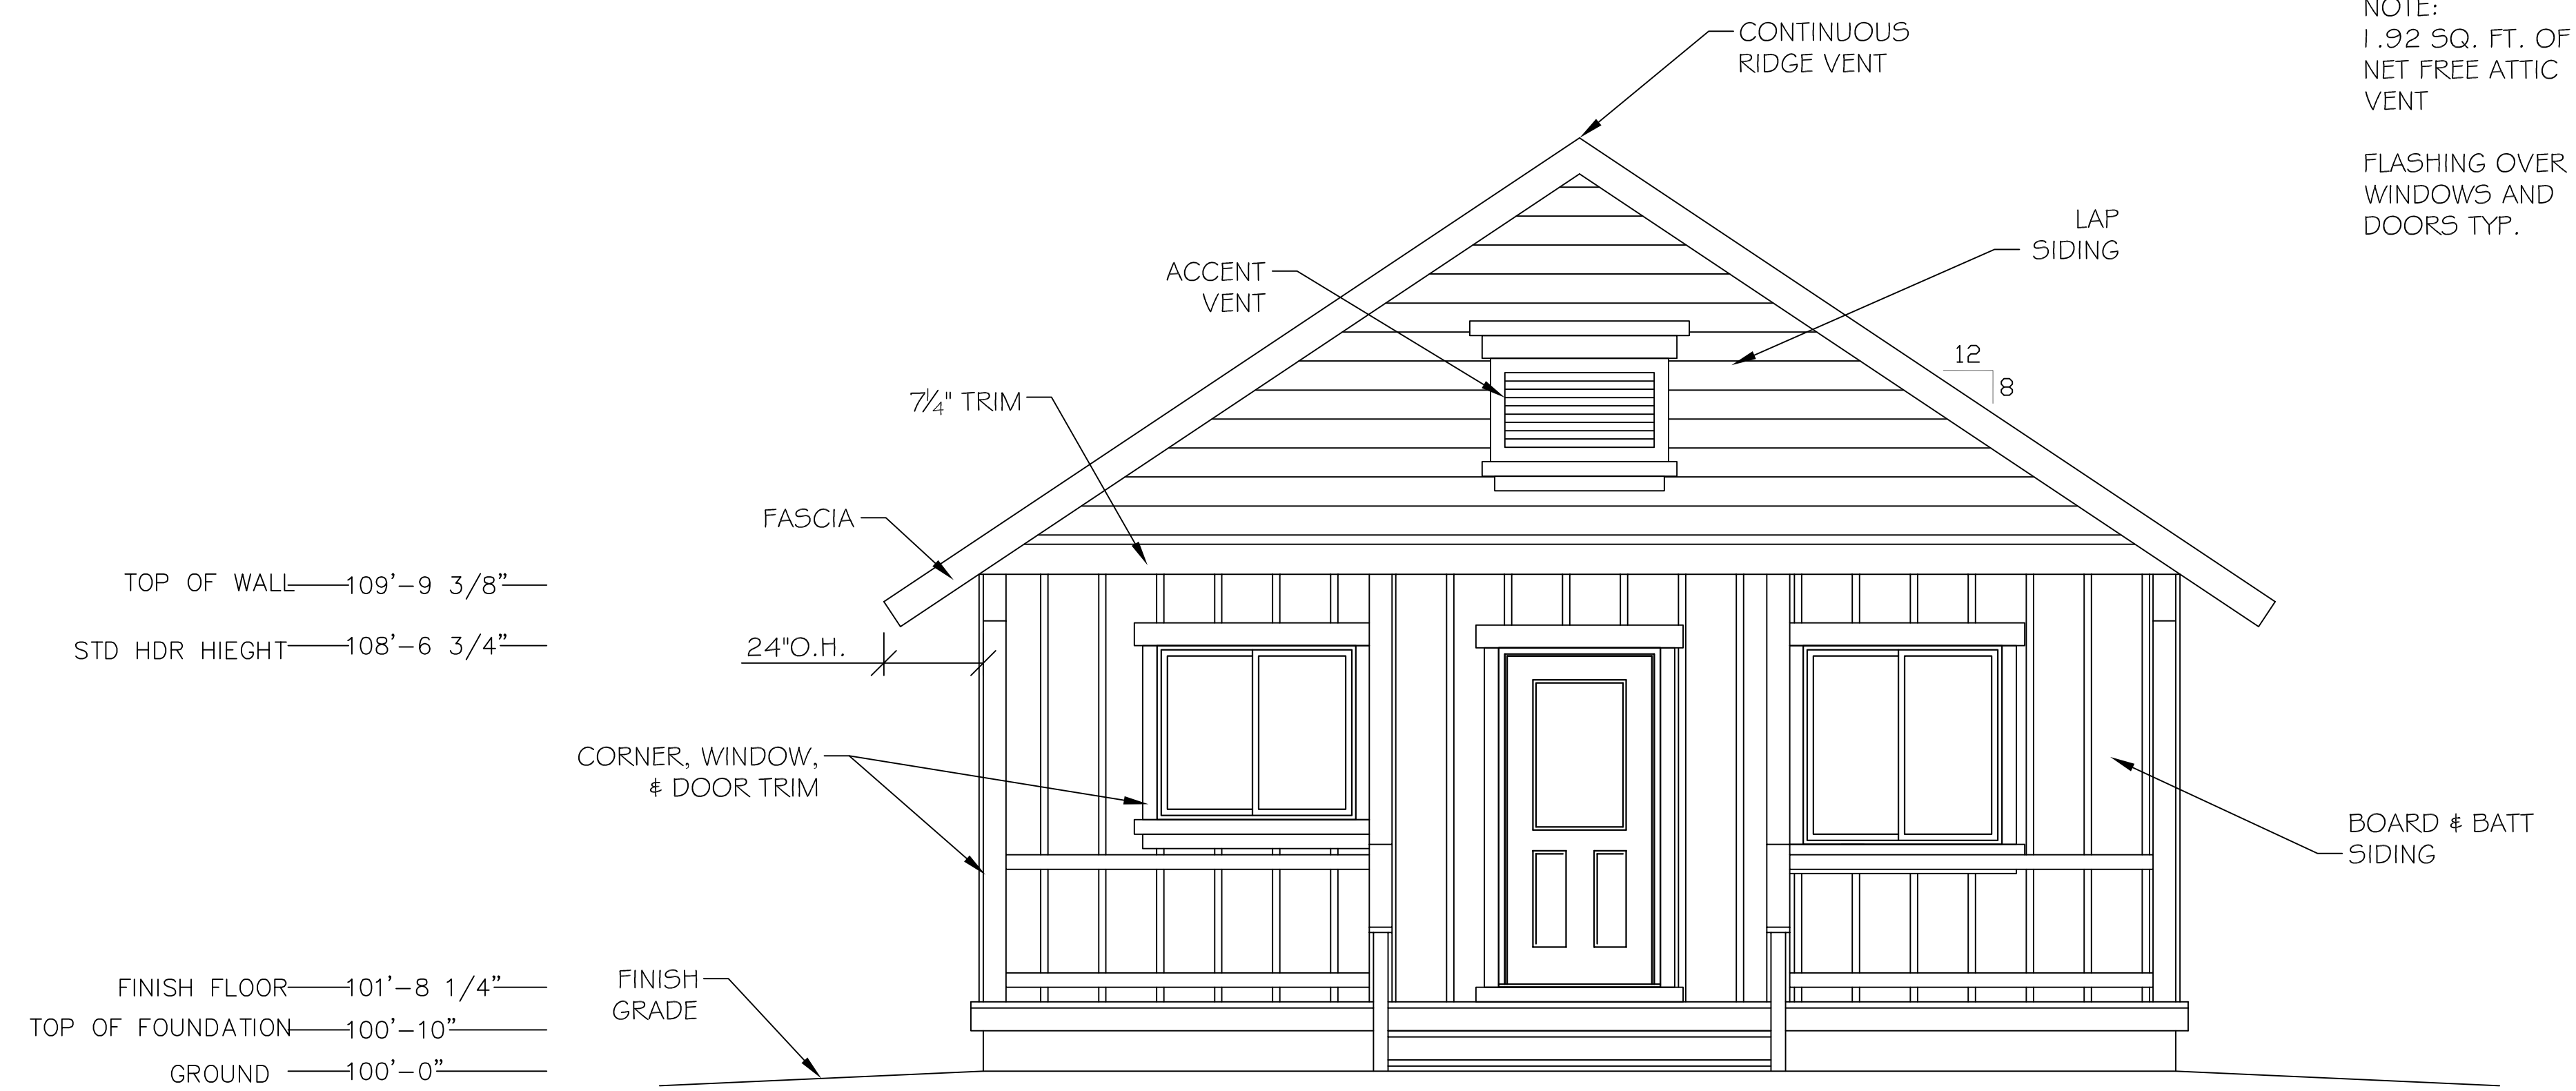 NOTE:
1.92 SQ. FT. OF
NET FREE ATTIC
VENT
FLASHING OVER
WINDOWS AND
DOORS TYP.
CONTINUOUS
RIDGE VENT
LAP
SIDING
ACCENT
VENT
12
8
7¼" TRIM
FASCIA
TOP OF WALL 109'-9 3/8"
STD HDR HIEGHT 108'-6 3/4"
24"O.H.
CORNER, WINDOW,
& DOOR TRIM
BOARD & BATT
SIDING
FINISH
GRADE
FINISH FLOOR 101'-8 1/4"
TOP OF FOUNDATION 100'-10"
GROUND 100'-0"